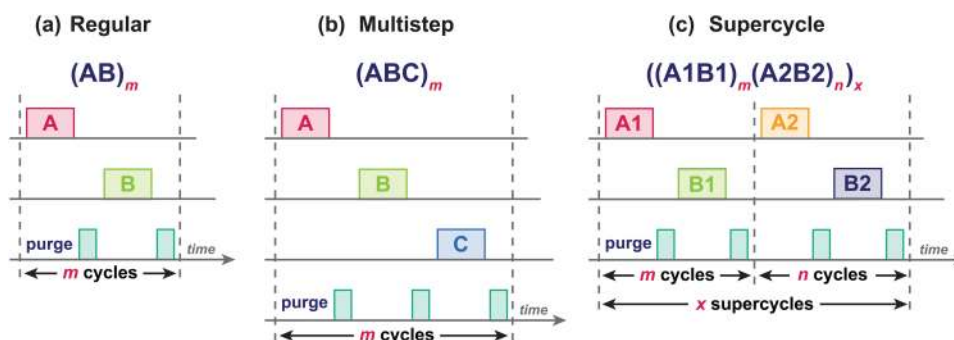 (a) Regular
(AB)m
A
B
purge
time
m cycles
(b) Multistep
(ABC)m
A
B
C
purge
time
m cycles
(c) Supercycle
((A1B1)m(A2B2)n)x
A1
A2
B1
B2
purge
time
m cycles
n cycles
x supercycles